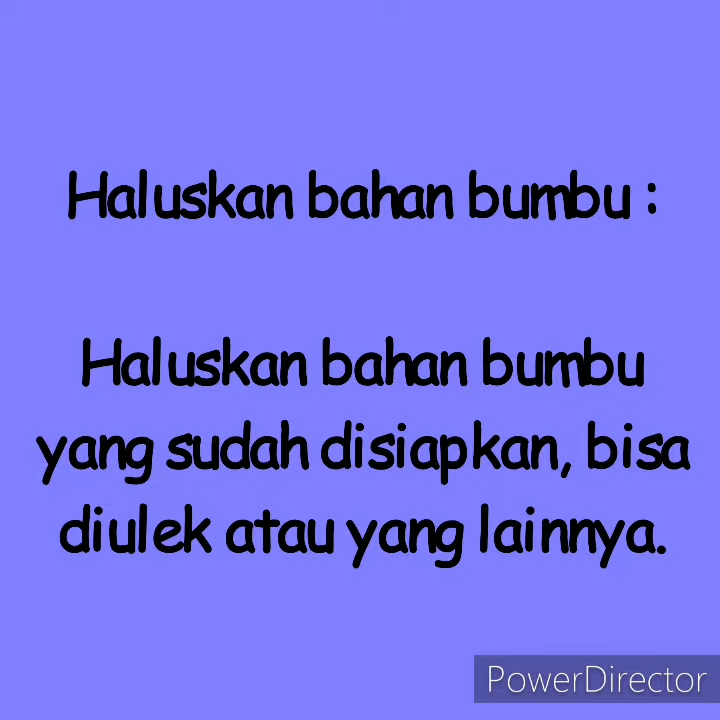 Haluskan bahan bumbu :
Haluskan bahan bumbu
yang sudah disiapkan, bisa
diulek atau yang lainnya.
PowerDirector